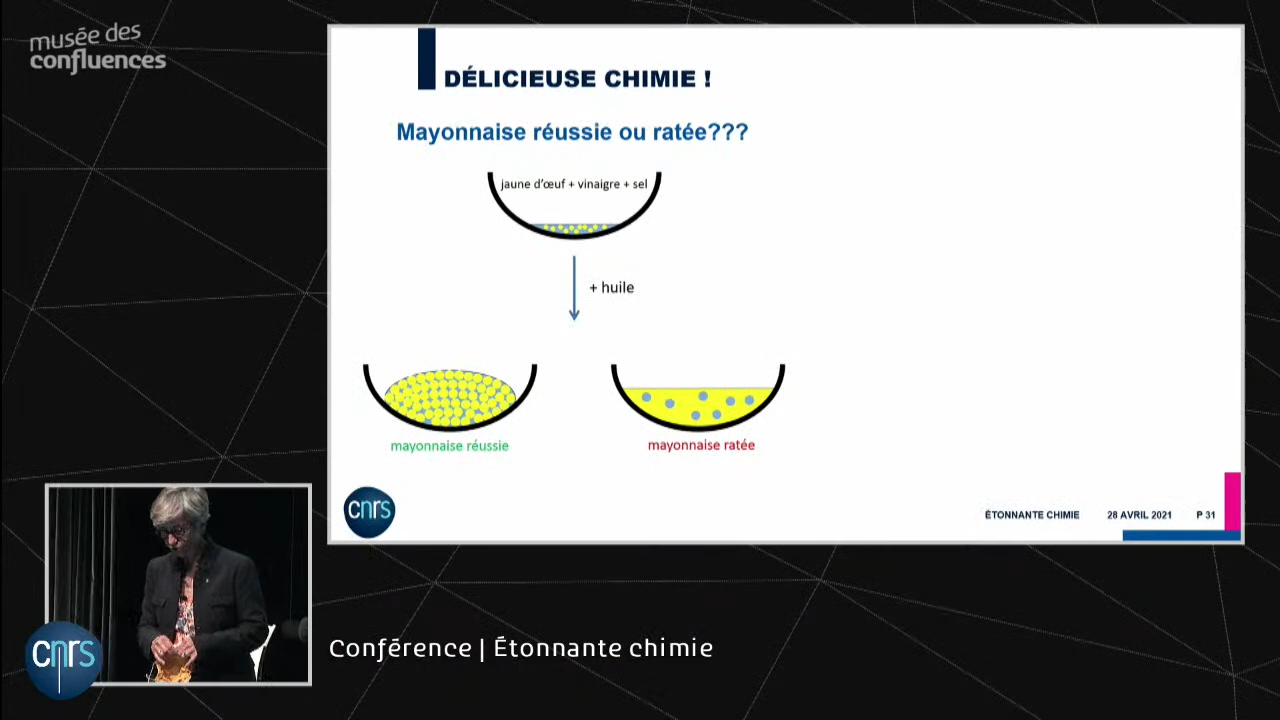 musée des
confluences
DÉLICIEUSE CHIMIE !
Mayonnaise réussie ou ratée???
jaune d'œuf + vinaigre + sel
+ huile
mayonnaise réussie
mayonnaise ratée
cnrs
ÉTONNANTE CHIMIE
28 AVRIL 2021
P 31
cnrs
Conférence | Étonnante chimie